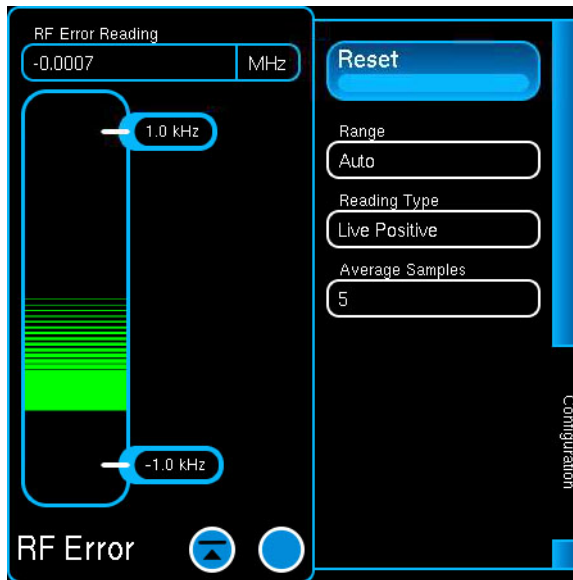 RF Error Reading
-0.0007 MHz
1.0 kHz
-1.0 kHz
RF Error
Reset
Range
Auto
Reading Type
Live Positive
Average Samples
5
Configuration